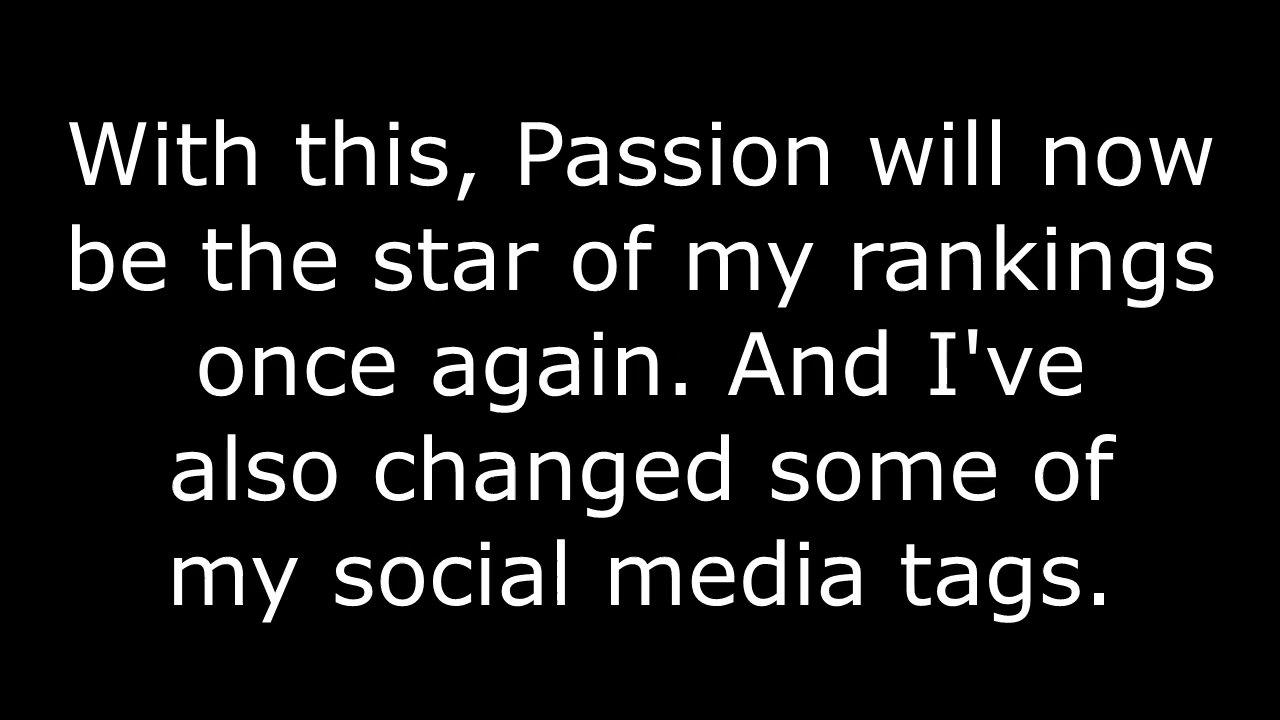 With this, Passion will now
be the star of my rankings
once again. And I've
also changed some of
my social media tags.